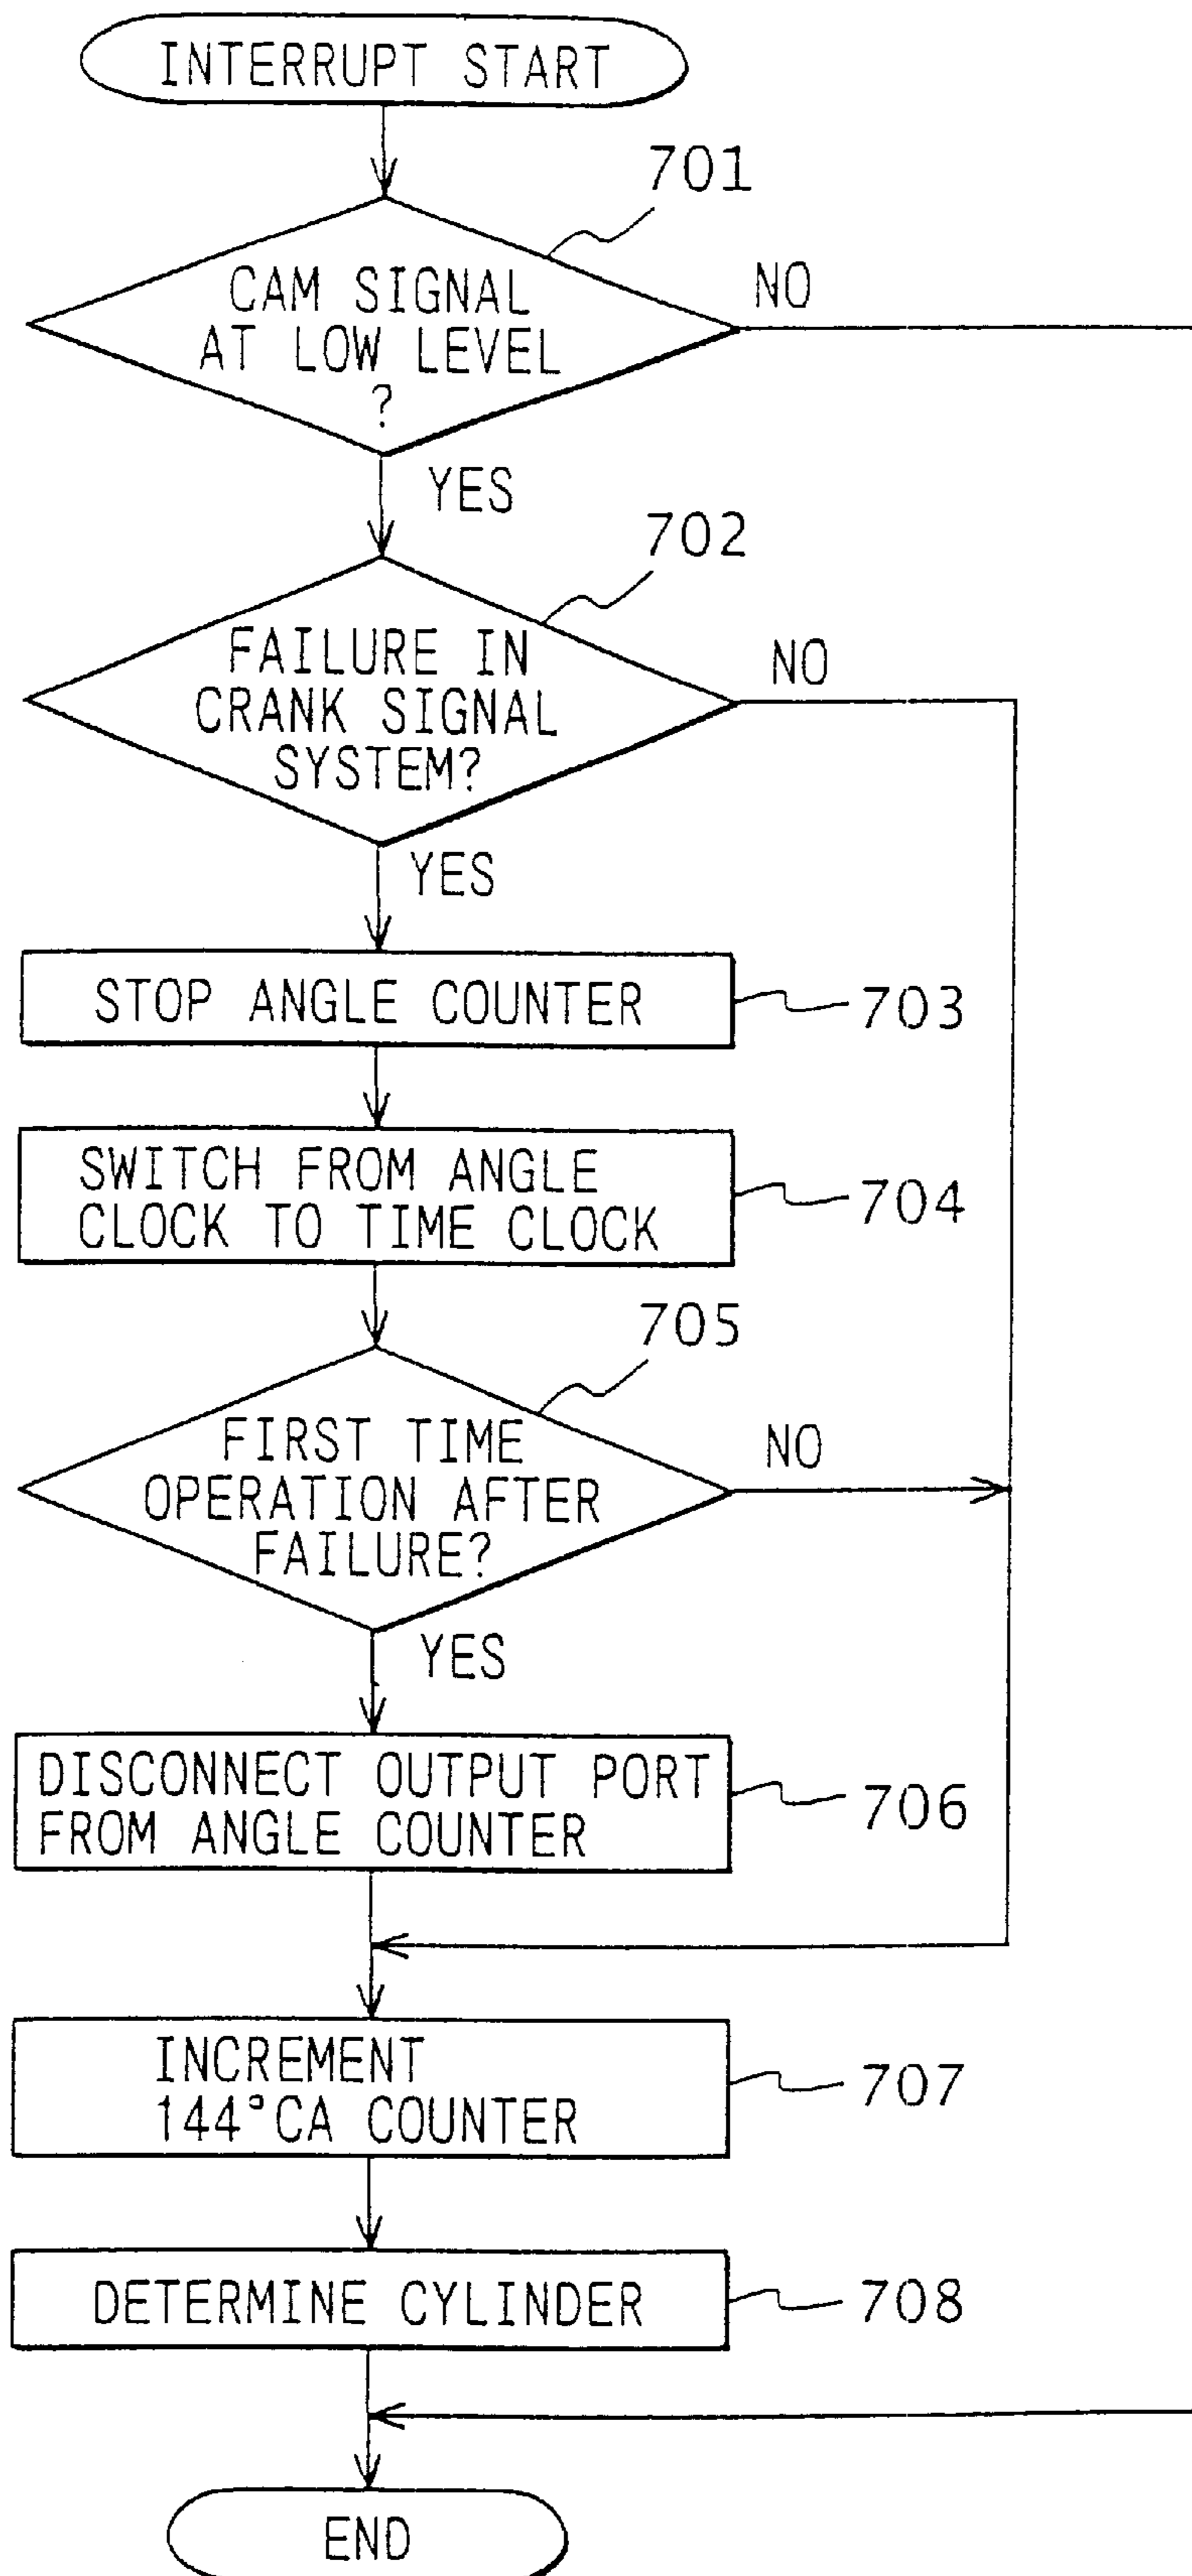 INTERRUPT START
701
CAM SIGNAL
AT LOW LEVEL
?
NO
YES
702
FAILURE IN
CRANK SIGNAL
SYSTEM?
NO
YES
STOP ANGLE COUNTER
703
SWITCH FROM ANGLE
CLOCK TO TIME CLOCK
704
705
FIRST TIME
OPERATION AFTER
FAILURE?
NO
YES
DISCONNECT OUTPUT PORT
FROM ANGLE COUNTER
706
INCREMENT
144°CA COUNTER
707
DETERMINE CYLINDER
708
END